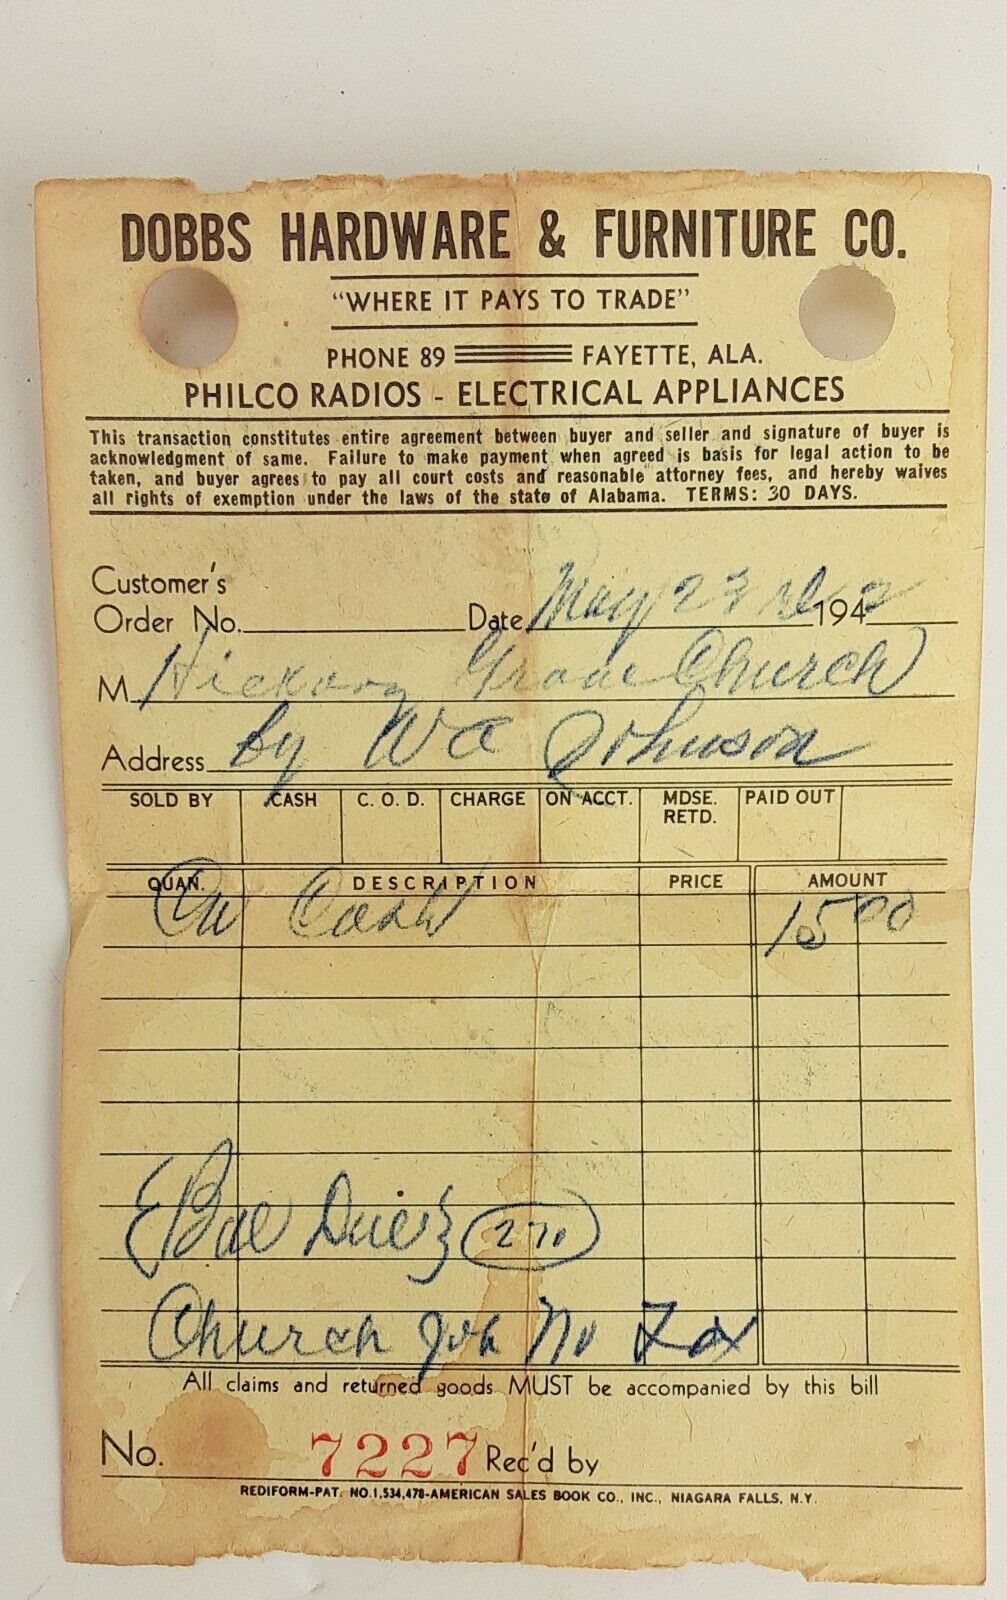 DOBBS HARDWARE & FURNITURE CO.
"WHERE IT PAYS TO TRADE"
PHONE 89 FAYETTE, ALA.
PHILCO RADIOS - ELECTRICAL APPLIANCES
This transaction constitutes entire agreement between buyer and seller and signature of buyer is
acknowledgment of same. Failure to make payment when agreed is basis for legal action to be
taken, and buyer agrees to pay all court costs and reasonable attorney fees, and hereby waives
all rights of exemption under the laws of the state of Alabama. TERMS: 30 DAYS.
Customer's
Order No. Date May 23 rd 1942
M Hickory Grove Church
Address by W A Johnson
SOLD BY CASH C. O. D. CHARGE ON ACCT. MDSE. RETD. PAID OUT
QUAN. DESCRIPTION PRICE AMOUNT
On Cash 15 00
Bal Due 2 70
Church Job No Tax
All claims and returned goods MUST be accompanied by this bill
No. 7227 Rec'd by
REDIFORM-PAT. NO. 1,534,478-AMERICAN SALES BOOK CO., INC., NIAGARA FALLS, N.Y.